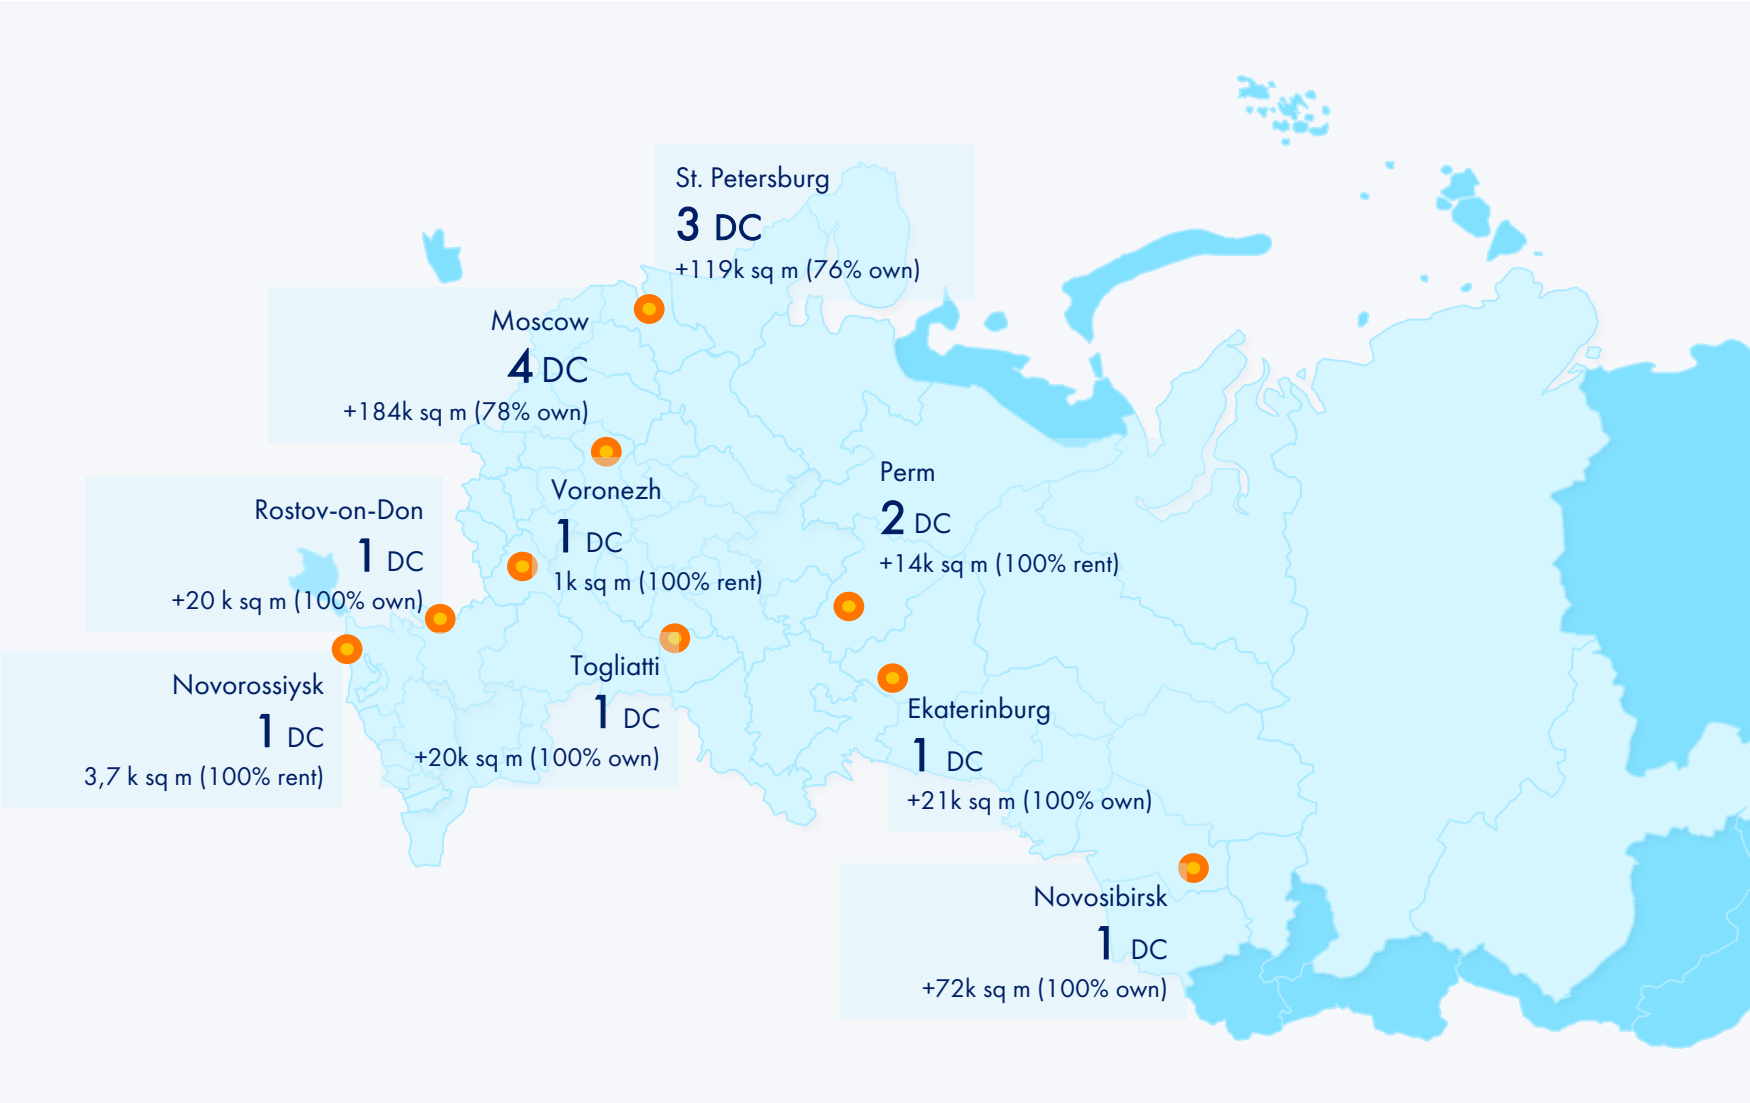 St. Petersburg
3 DC
+119k sq m (76% own)
Moscow
4 DC
+184k sq m (78% own)
Perm
2 DC
+14k sq m (100% rent)
Voronezh
1 DC
1k sq m (100% rent)
Rostov-on-Don
1 DC
+20 k sq m (100% own)
Togliatti
1 DC
+20k sq m (100% own)
Novorossiysk
1 DC
3,7 k sq m (100% rent)
Ekaterinburg
1 DC
+21k sq m (100% own)
Novosibirsk
1 DC
+72k sq m (100% own)